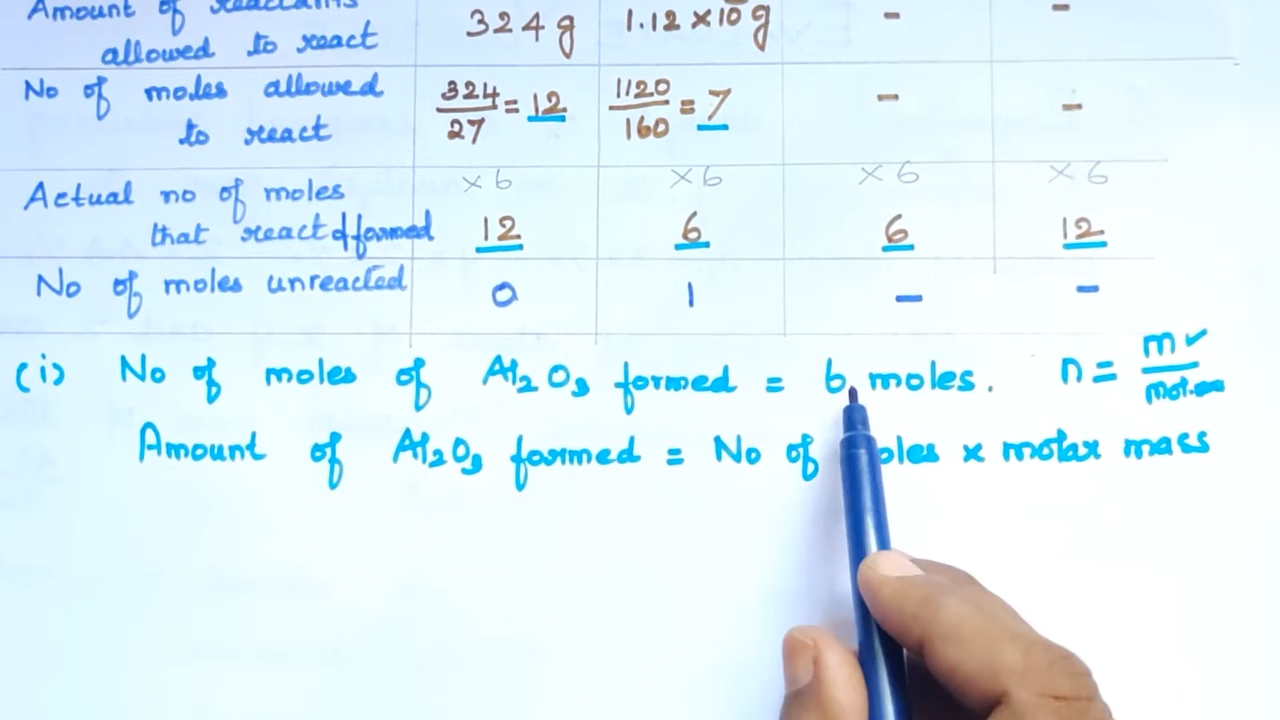 Amount of reactants
allowed to react 324 g 1.12 × 10 g - -
No of moles allowed
to react 324/27 = 12 1120/160 = 7 - -
Actual no of moles × 6 × 6 × 6 × 6
that react & formed 12 6 6 12
No of moles unreacted 0 1 - -
(i) No of moles of Al₂O₃ formed = 6 moles. n = m/mol.
Amount of Al₂O₃ formed = No of moles × molar mass